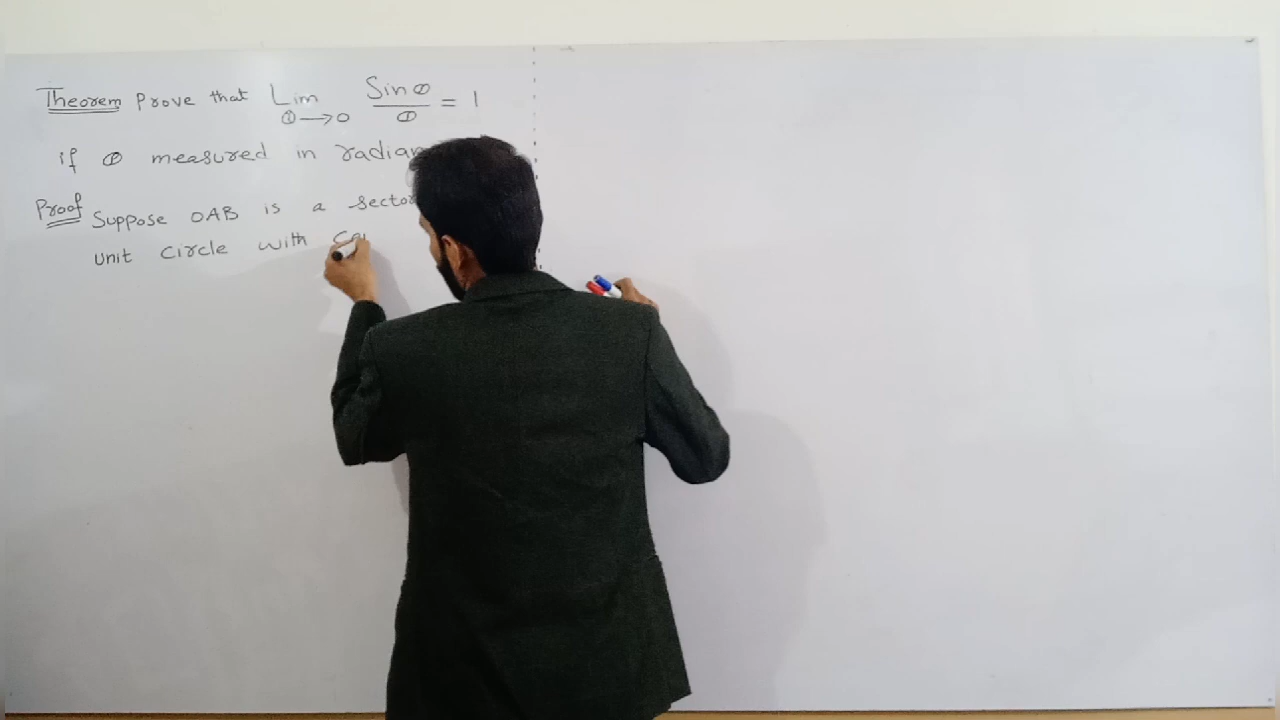 Theorem Prove that Lim θ→0 Sin θ/θ = 1
if θ measured in radian
Proof Suppose OAB is a sector
unit Circle with